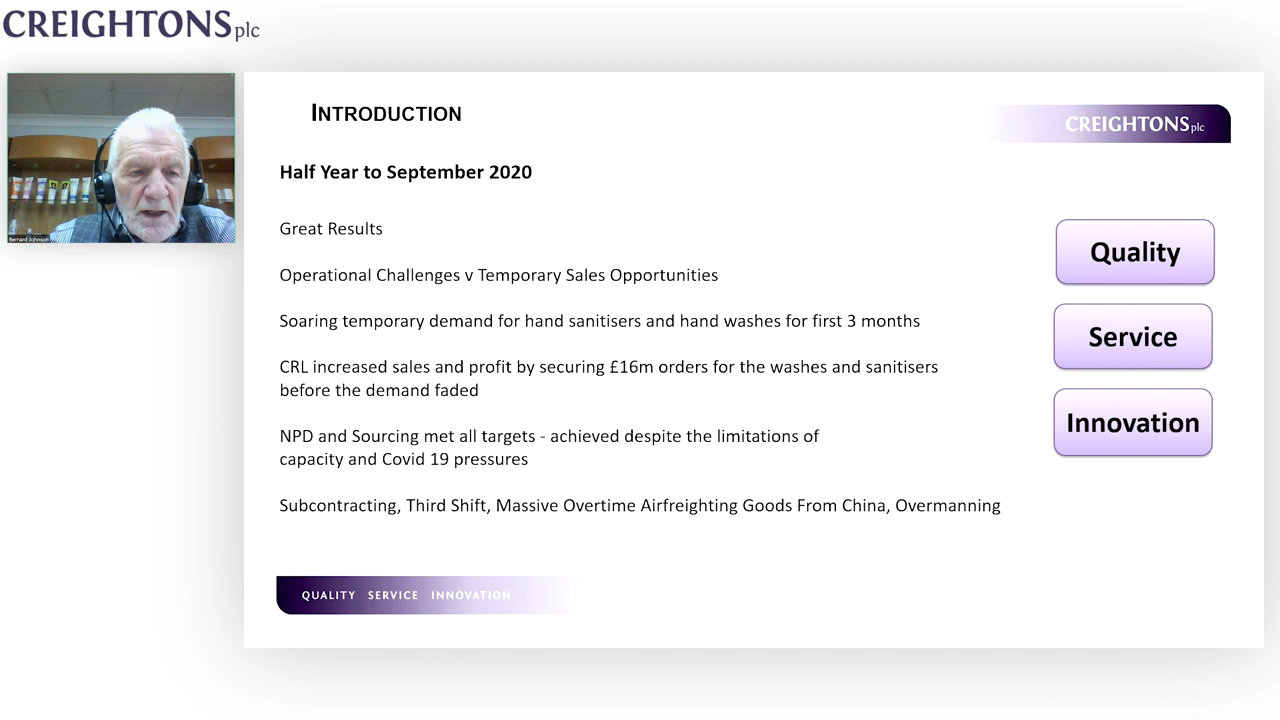 CREIGHTONS plc
Bernard Johnson
INTRODUCTION
CREIGHTONS plc
Half Year to September 2020
Great Results
Operational Challenges v Temporary Sales Opportunities
Soaring temporary demand for hand sanitisers and hand washes for first 3 months
CRL increased sales and profit by securing £16m orders for the washes and sanitisers
before the demand faded
NPD and Sourcing met all targets - achieved despite the limitations of
capacity and Covid 19 pressures
Subcontracting, Third Shift, Massive Overtime Airfreighting Goods From China, Overmanning
Quality
Service
Innovation
QUALITY SERVICE INNOVATION